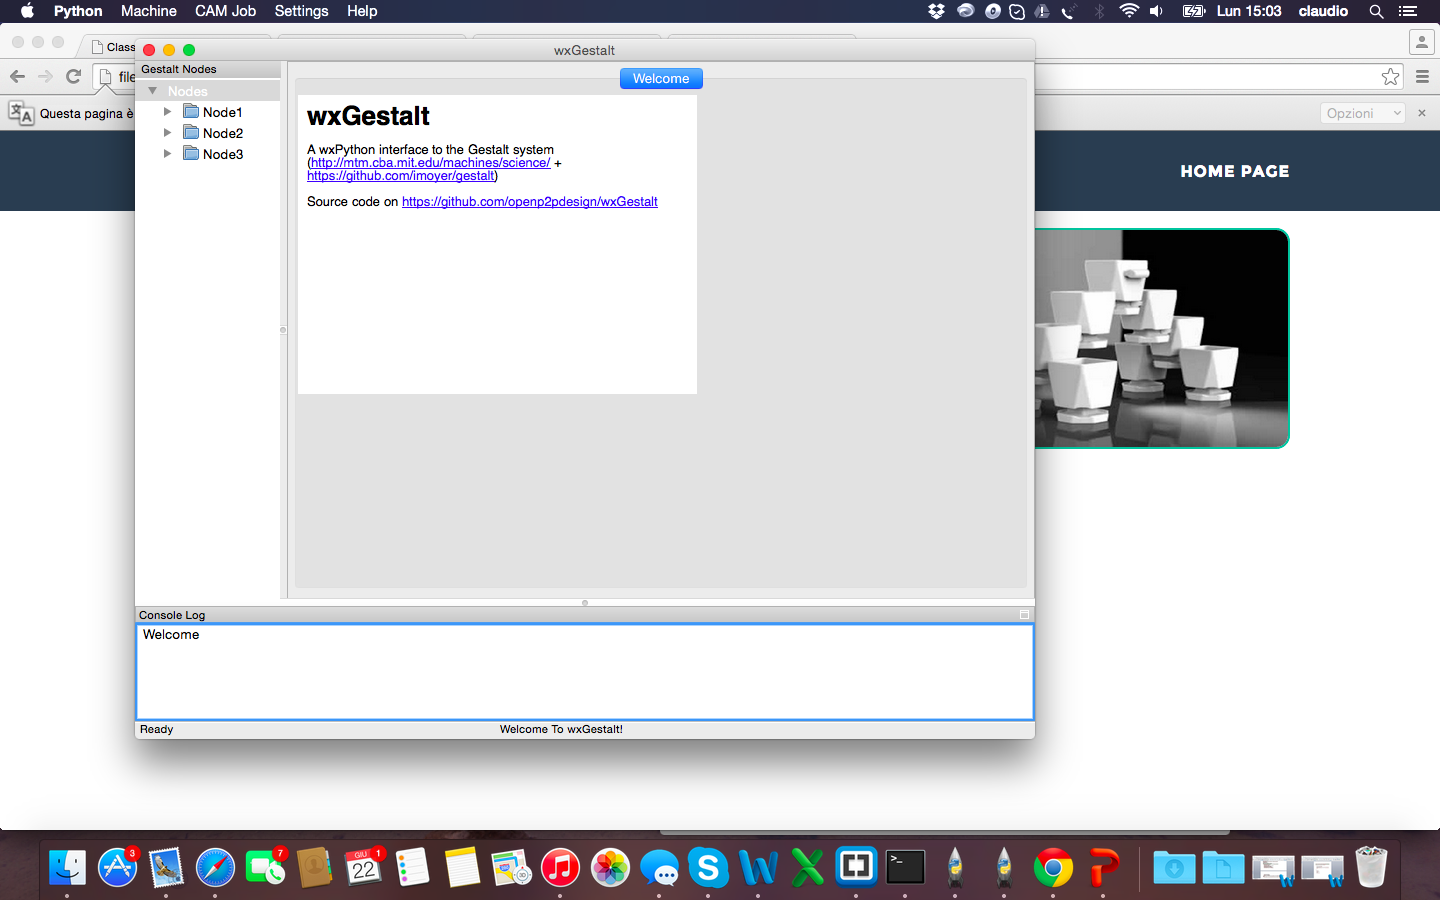 Python Machine CAM Job Settings Help Lun 15:03 claudio
wxGestalt
Class
file
Questa pagina è
Opzioni
HOME PAGE
Gestalt Nodes
Nodes
Node1
Node2
Node3
Welcome
wxGestalt
A wxPython interface to the Gestalt system
(http://mtm.cba.mit.edu/machines/science/ +
https://github.com/imoyer/gestalt)
Source code on https://github.com/openp2pdesign/wxGestalt
Console Log
Welcome
Ready Welcome To wxGestalt!
3
7
GIU
22
1
>_